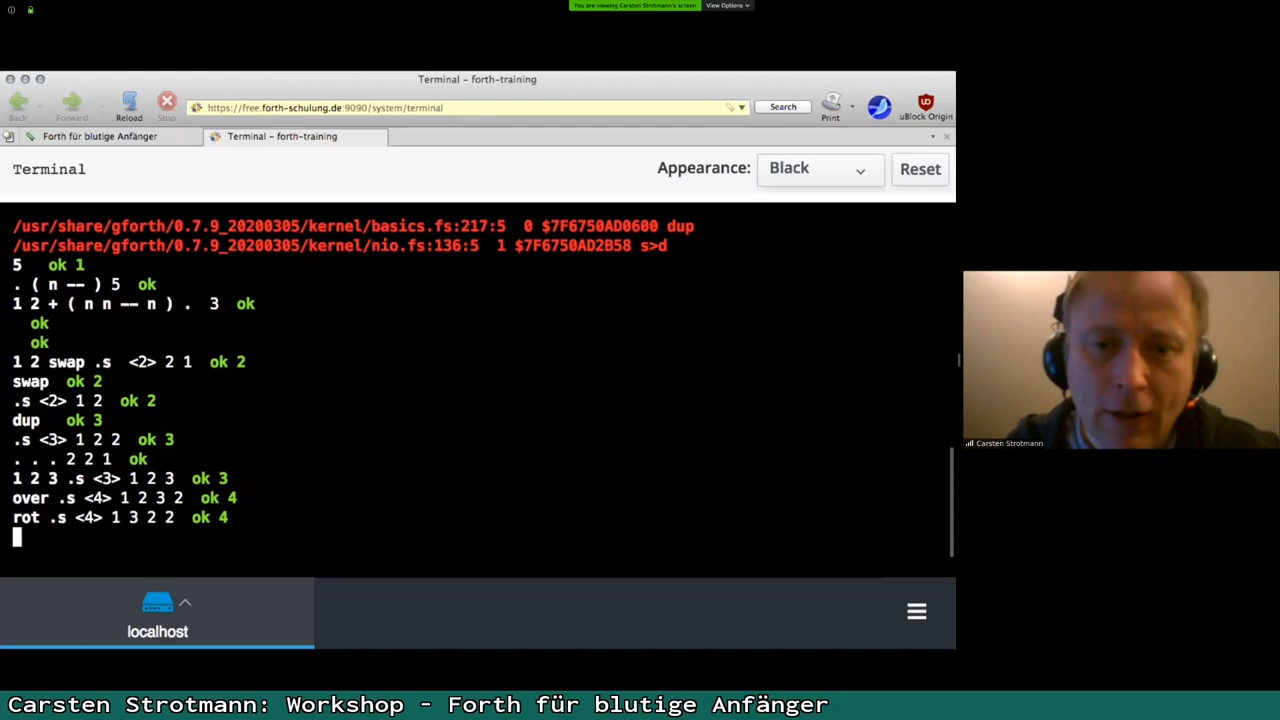 You are viewing Carsten Strotmann's screen View Options
Terminal – forth-training
Back Forward Reload Stop https://free.forth-schulung.de:9090/system/terminal Search Print uBlock Origin
Forth für blutige Anfänger Terminal - forth-training
Terminal Appearance: Black Reset
/usr/share/gforth/0.7.9_20200305/kernel/basics.fs:217:5 0 $7F6750AD0600 dup
/usr/share/gforth/0.7.9_20200305/kernel/nio.fs:136:5 1 $7F6750AD2B58 s>d
5 ok 1
. ( n -- ) 5 ok
1 2 + ( n n -- n ) . 3 ok
ok
ok
1 2 swap .s <2> 2 1 ok 2
swap ok 2
.s <2> 1 2 ok 2
dup ok 3
.s <3> 1 2 2 ok 3
. . . 2 2 1 ok
1 2 3 .s <3> 1 2 3 ok 3
over .s <4> 1 2 3 2 ok 4
rot .s <4> 1 3 2 2 ok 4
Carsten Strotmann
localhost
Carsten Strotmann: Workshop - Forth für blutige Anfänger